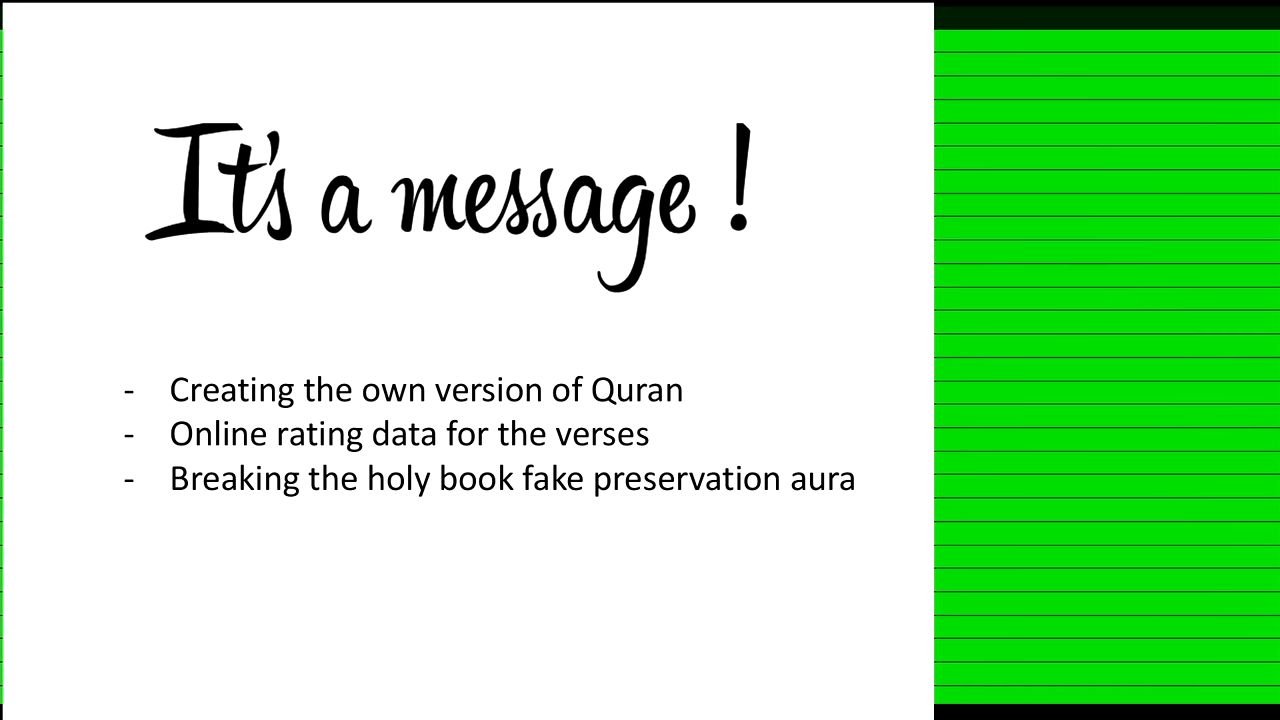 It's a message !
- Creating the own version of Quran
- Online rating data for the verses
- Breaking the holy book fake preservation aura